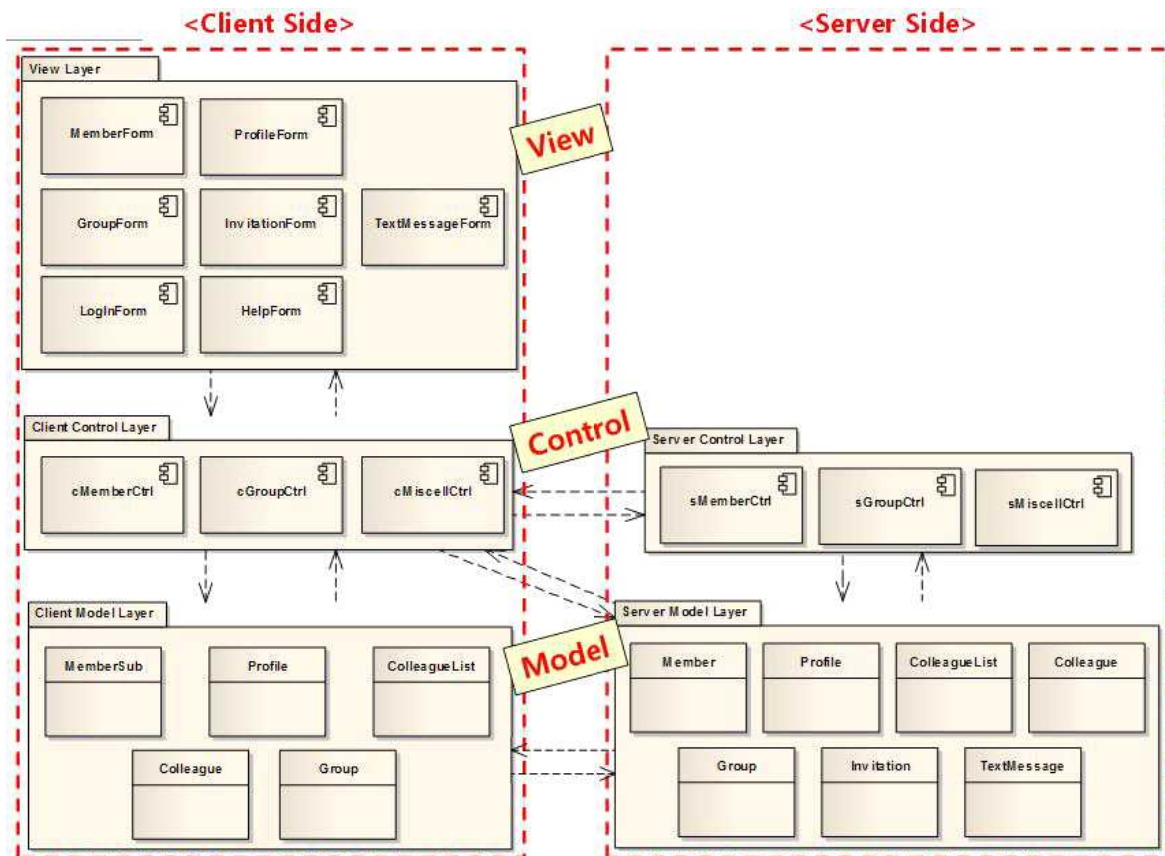 <Client Side>
<Server Side>
View Layer
MemberForm
ProfileForm
View
GroupForm
InvitationForm
TextMessageForm
LogInForm
HelpForm
Client Control Layer
Control
Server Control Layer
cMemberCtrl
cGroupCtrl
cMiscellCtrl
sMemberCtrl
sGroupCtrl
sMiscellCtrl
Client Model Layer
Server Model Layer
Model
MemberSub
Profile
ColleagueList
Member
Profile
ColleagueList
Colleague
Colleague
Group
Group
Invitation
TextMessage